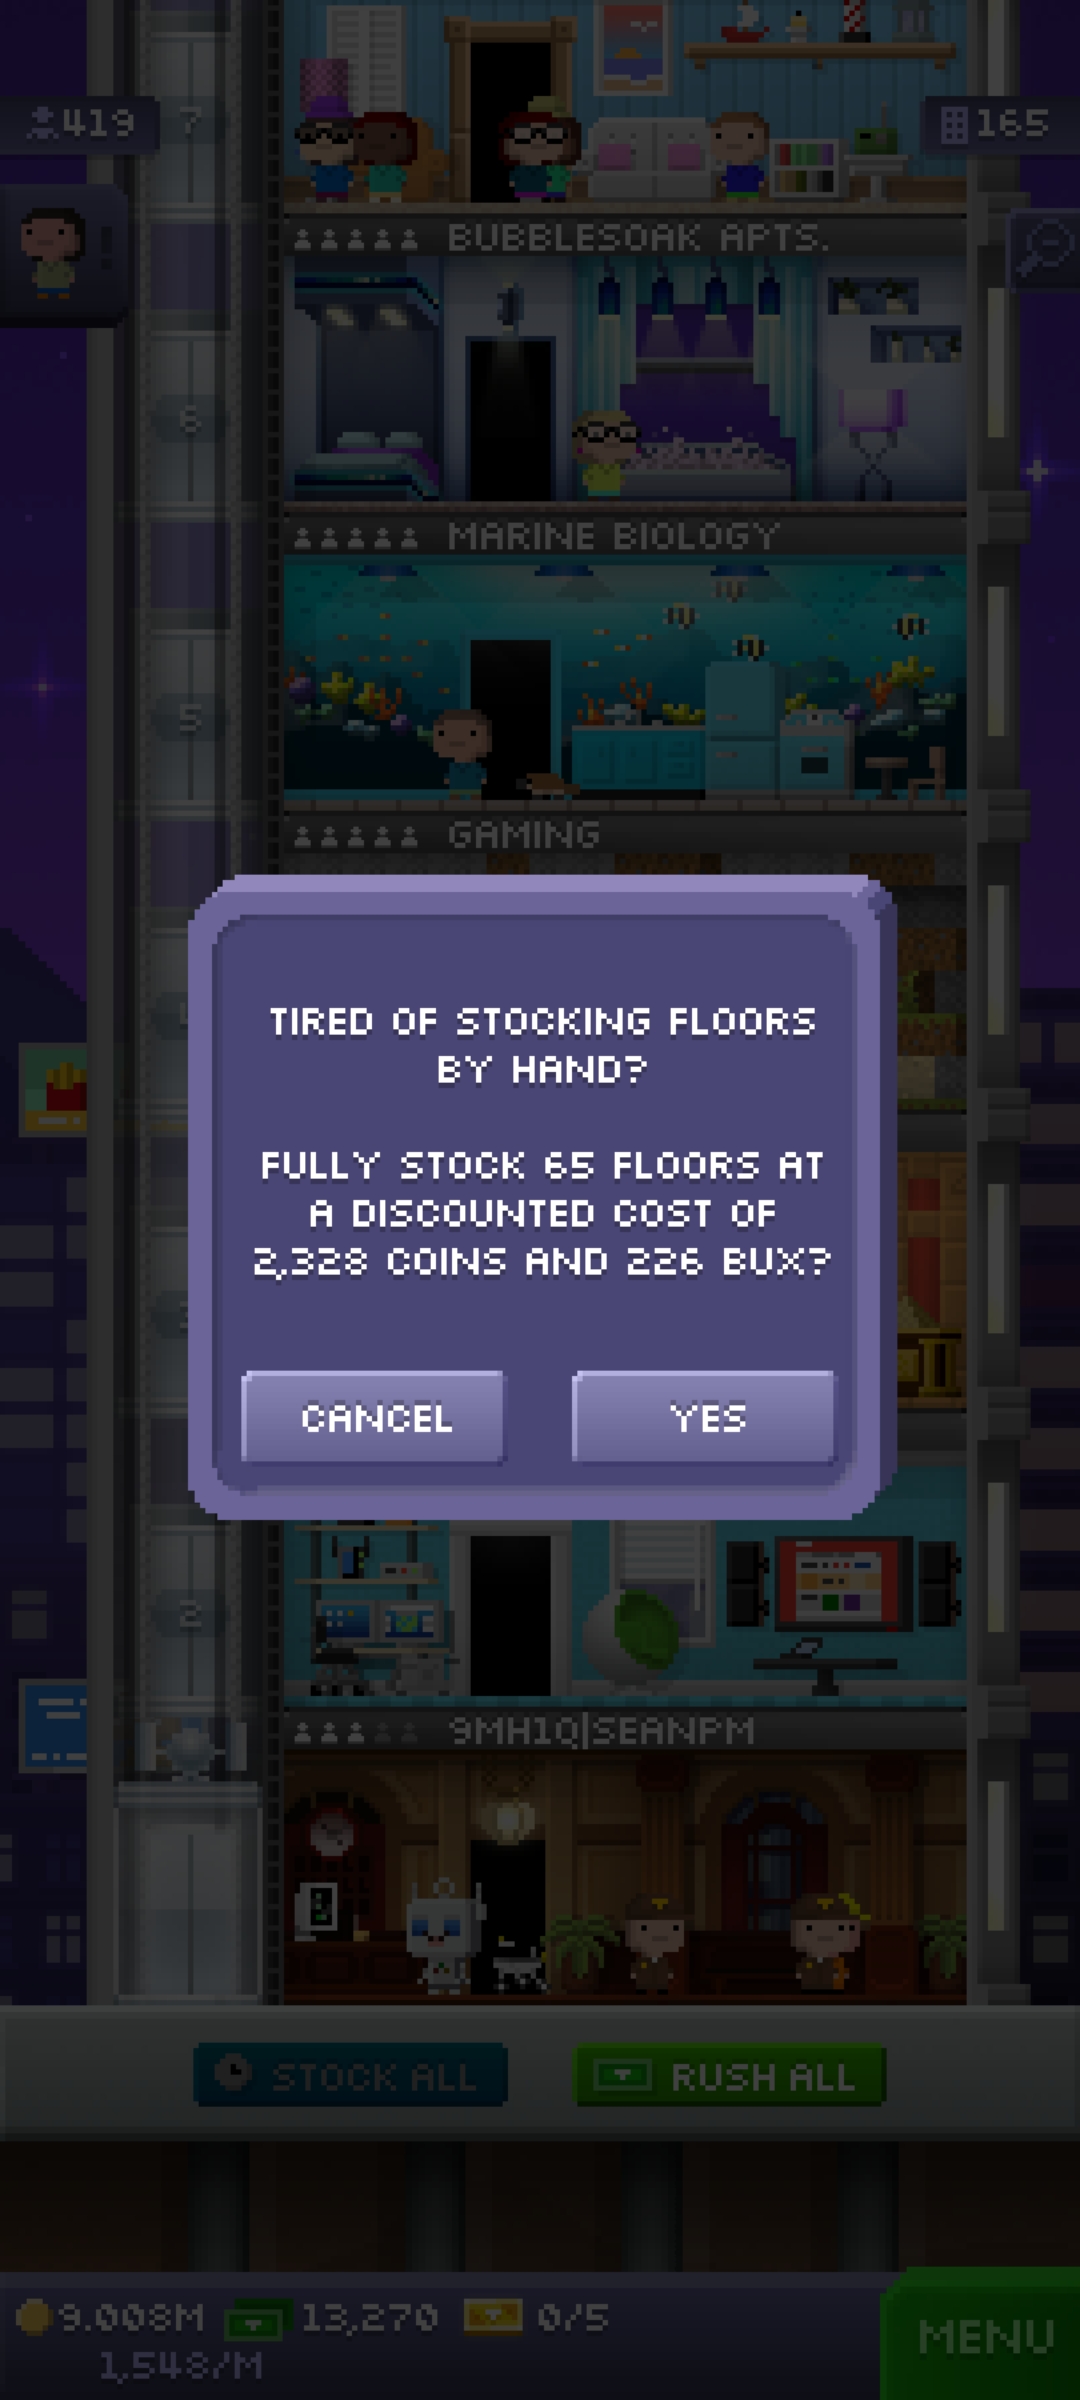 419
7
165
BUBBLESOAK APTS.
6
MARINE BIOLOGY
5
GAMING
TIRED OF STOCKING FLOORS
BY HAND?
FULLY STOCK 65 FLOORS AT
A DISCOUNTED COST OF
2,328 COINS AND 226 BUX?
CANCEL
YES
2
9MH1Q|SEANPM
STOCK ALL
RUSH ALL
9.008M
13,270
0/5
MENU
1,548/M